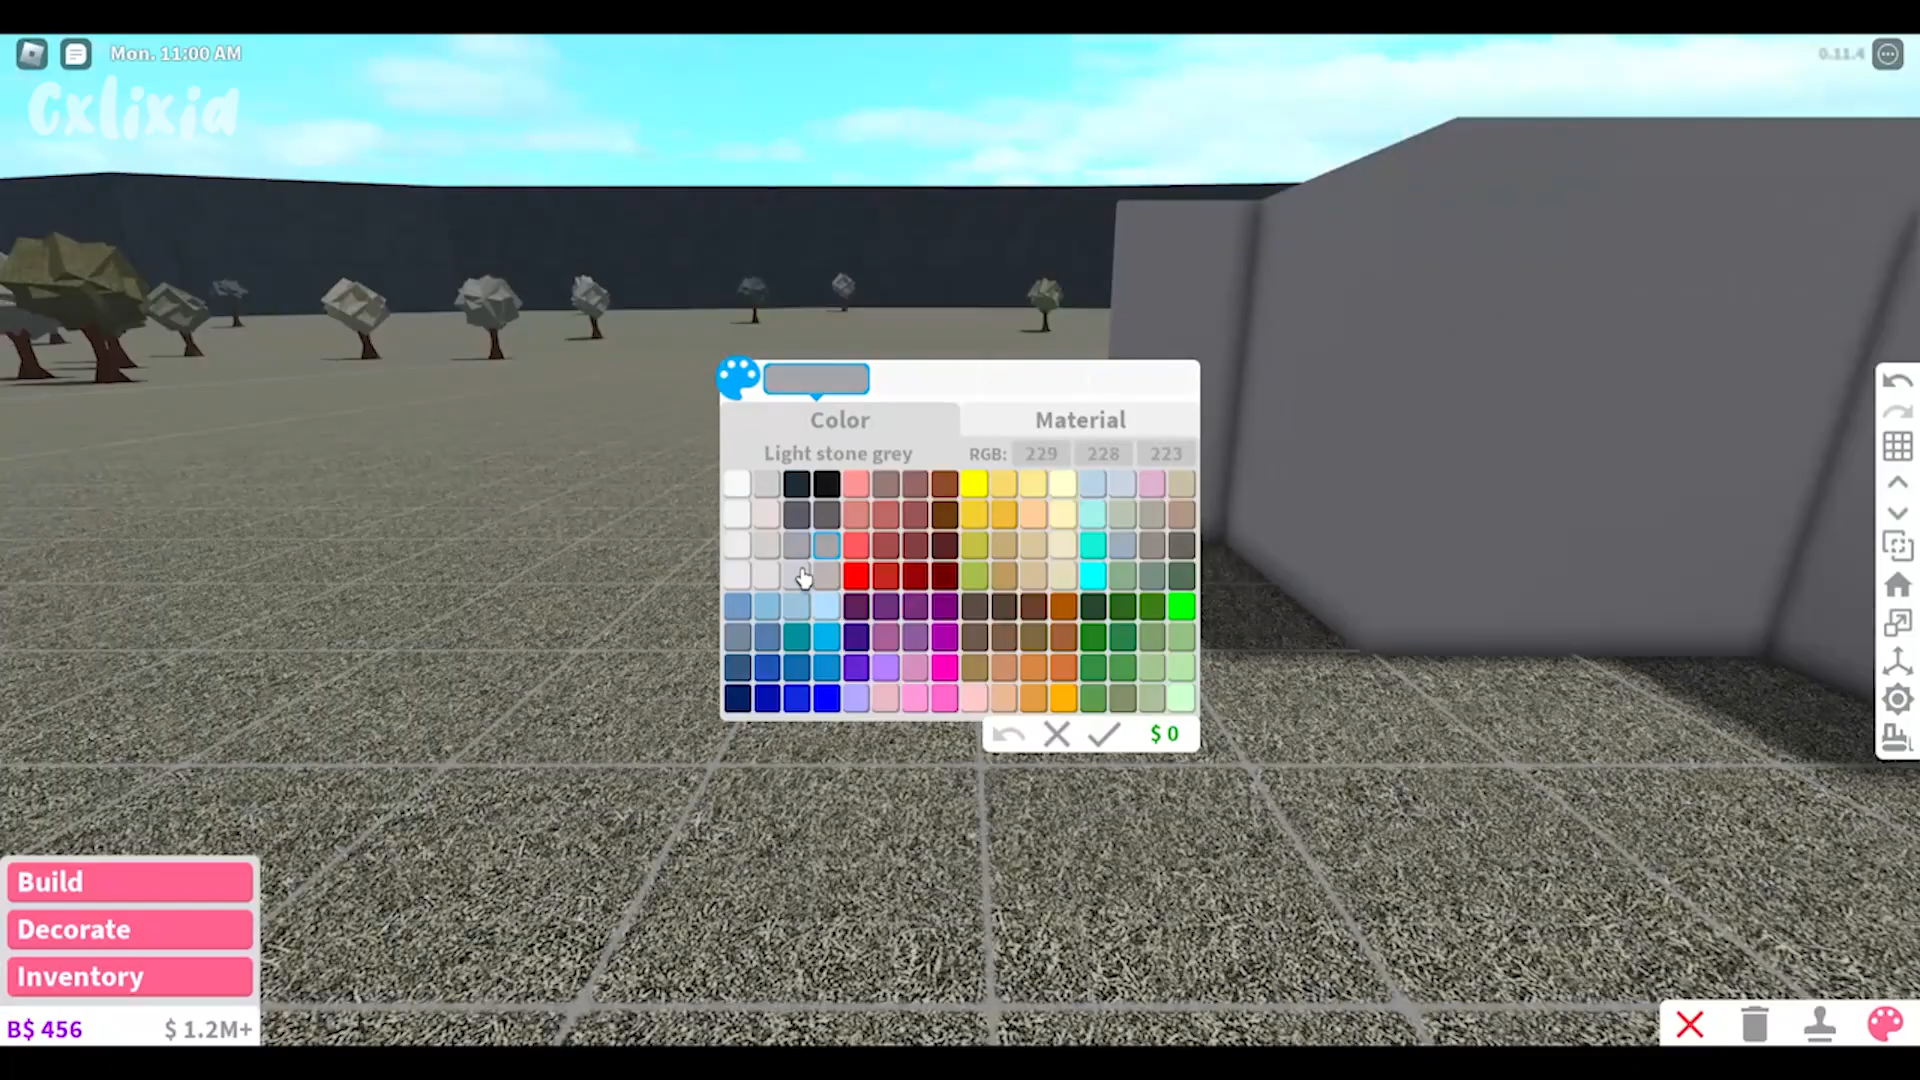 Mon. 11:00 AM
0.11.4
Cxlixia
Color
Material
Light stone grey
RGB: 229 228 223
$ 0
Build
Decorate
Inventory
B$ 456
$ 1.2M+